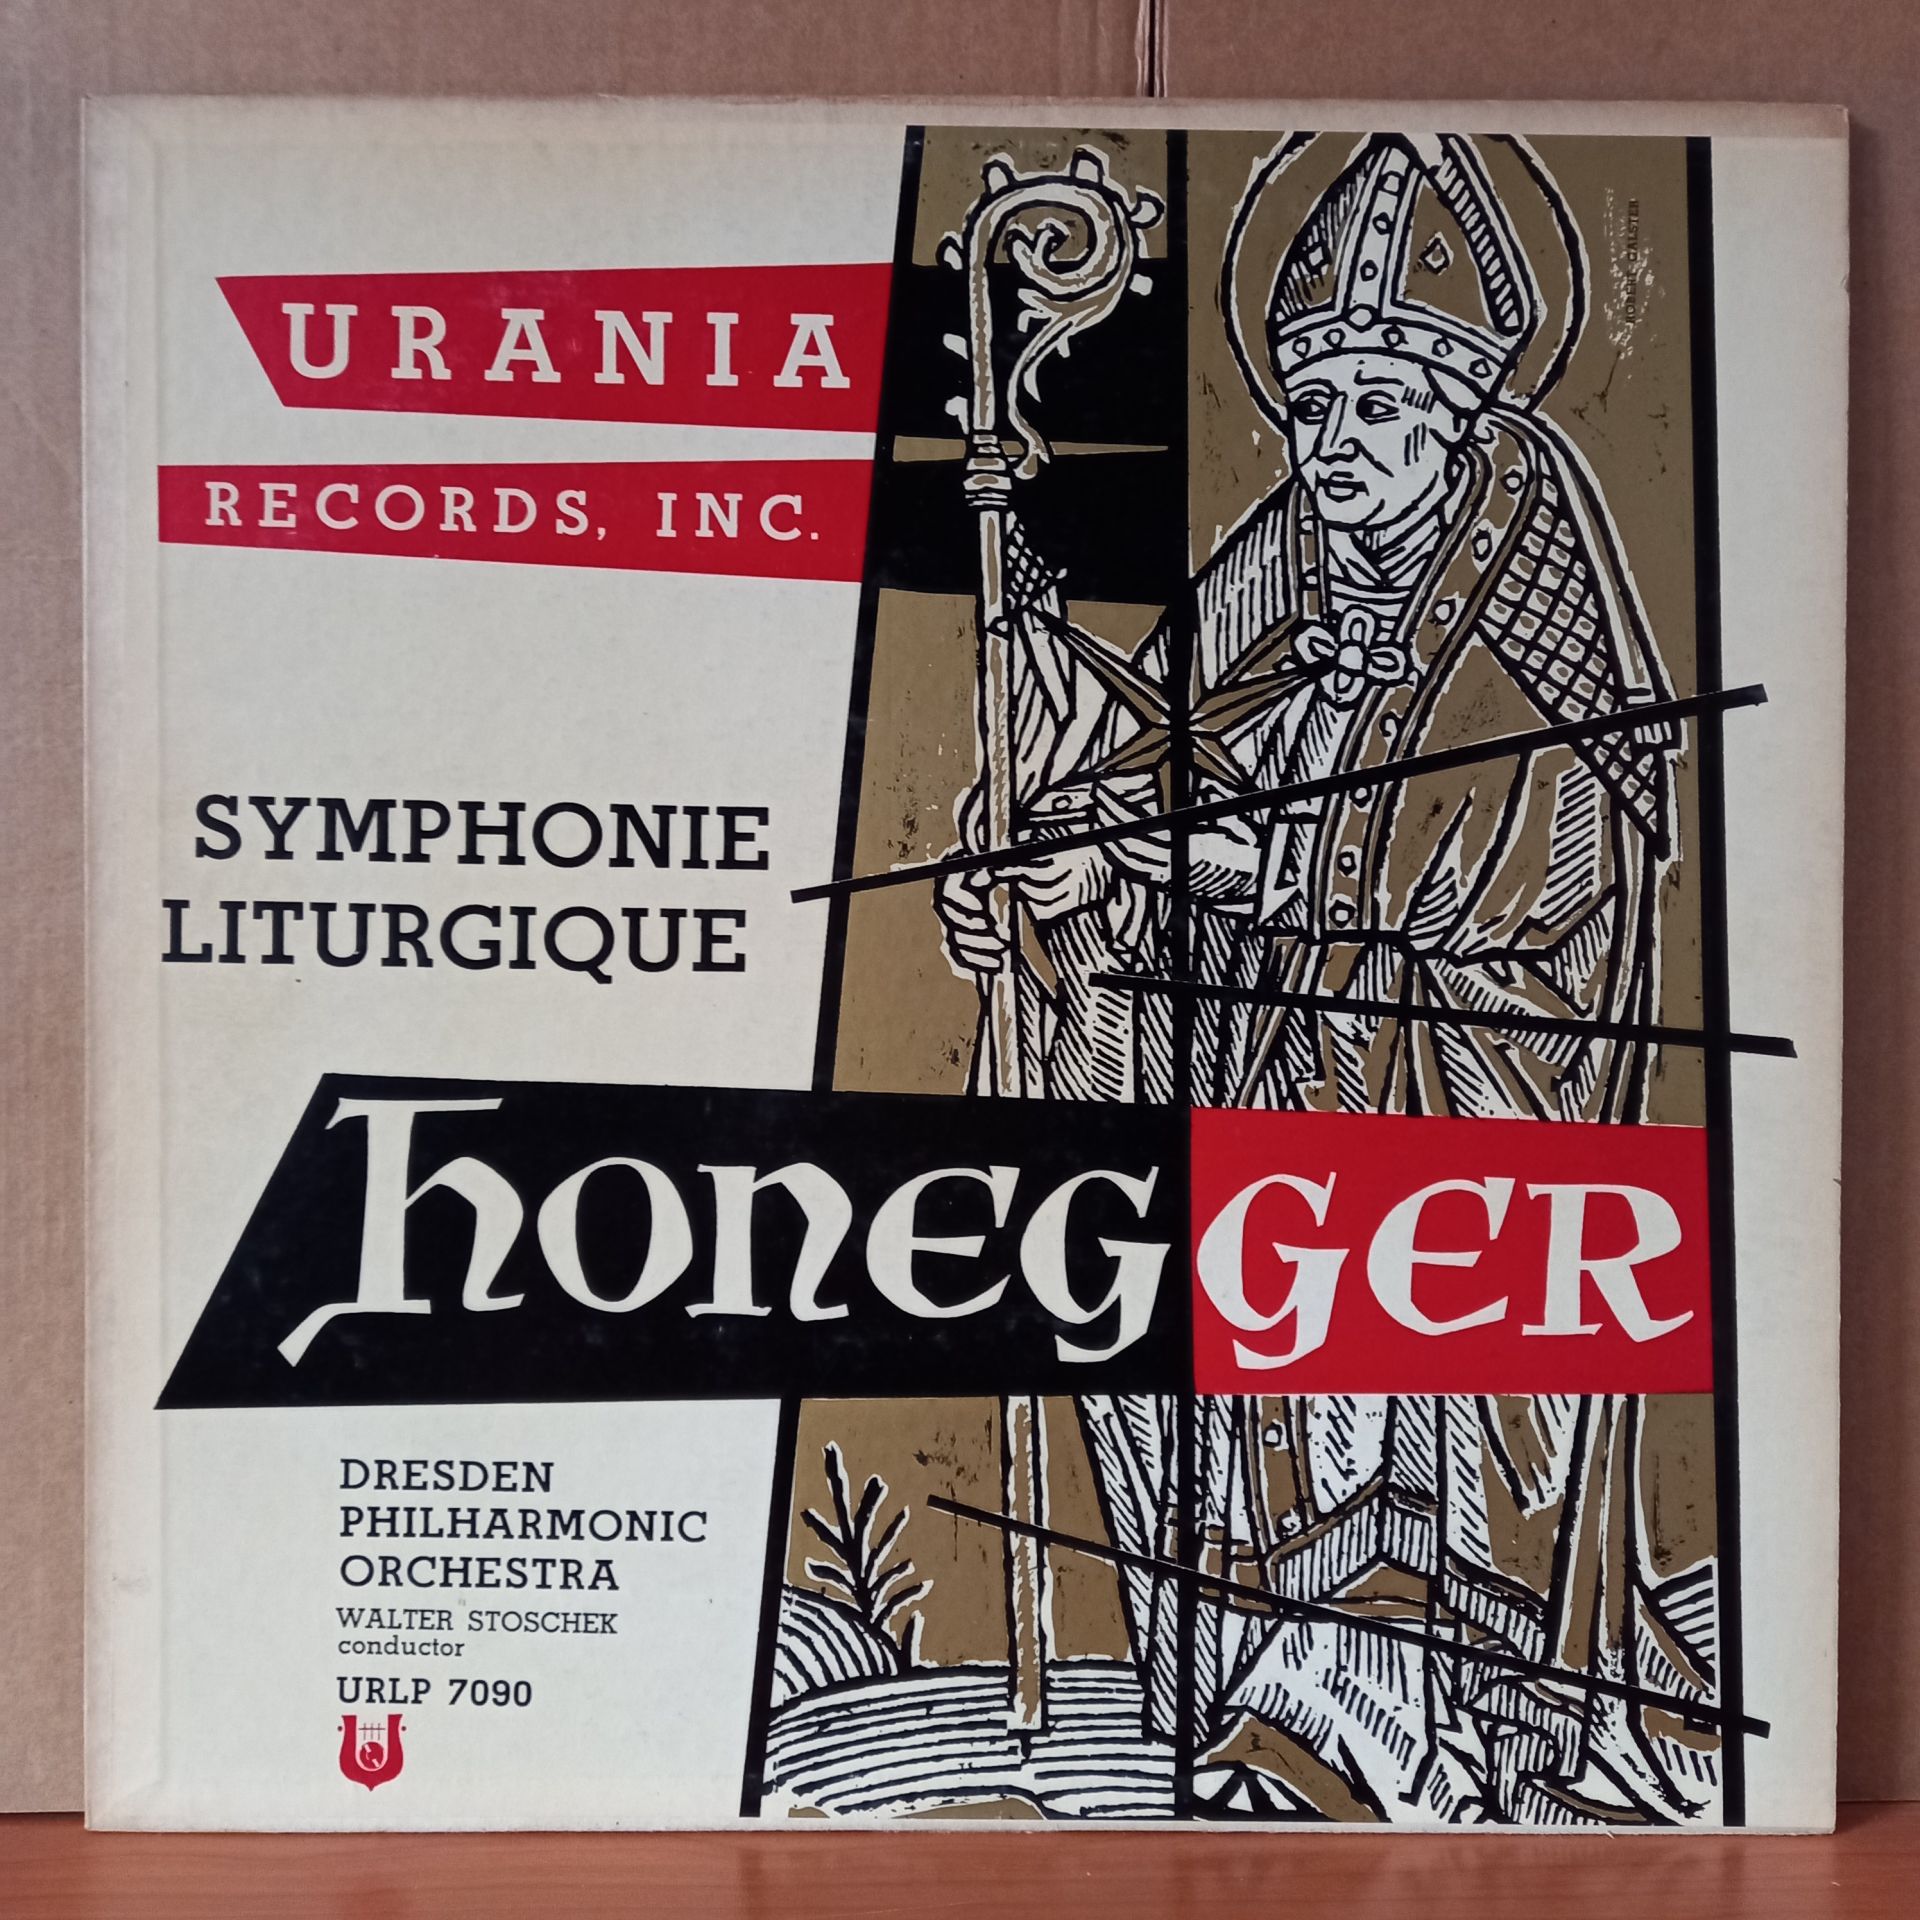 URANIA
RECORDS, INC.
SYMPHONIE
LITURGIQUE
honegger
DRESDEN
PHILHARMONIC
ORCHESTRA
WALTER STOSCHEK
conductor
URLP 7090